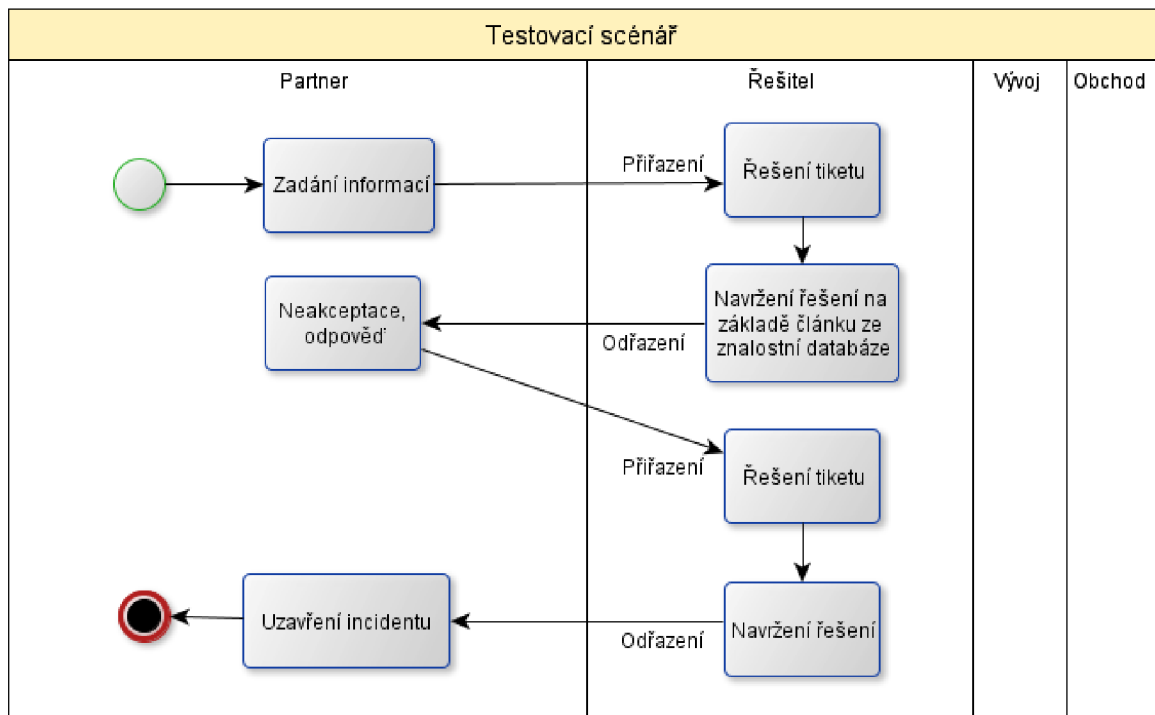 Testovací scénář
Partner
Řešitel
Vývoj
Obchod
Zadání informací
Přiřazení
Řešení tiketu
Neakceptace,
odpověď
Odřazení
Navržení řešení na
základě článku ze
znalostní databáze
Přiřazení
Řešení tiketu
Uzavření incidentu
Odřazení
Navržení řešení